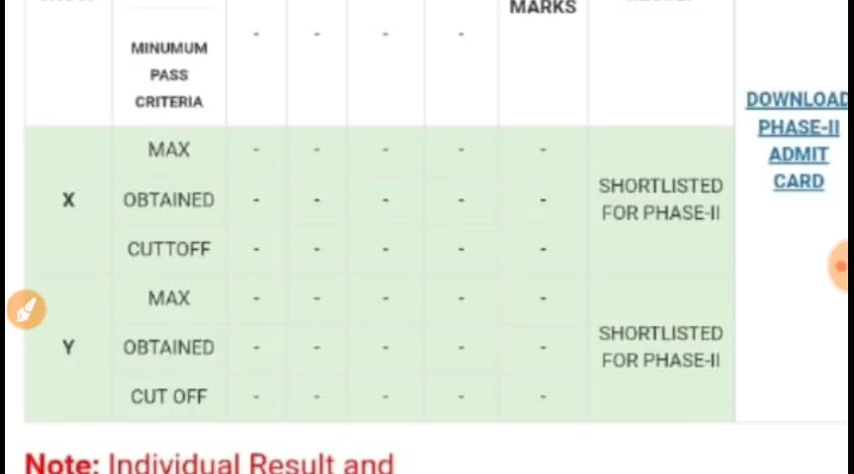 MARKS
- - - -
MINUMUM
PASS
CRITERIA
DOWNLOAD
PHASE-II
ADMIT
CARD
X
MAX - - - - -
OBTAINED - - - - -
CUTTOFF - - - - -
SHORTLISTED
FOR PHASE-II
Y
MAX - - - - -
OBTAINED - - - - -
CUT OFF - - - - -
SHORTLISTED
FOR PHASE-II
Note: Individual Result and